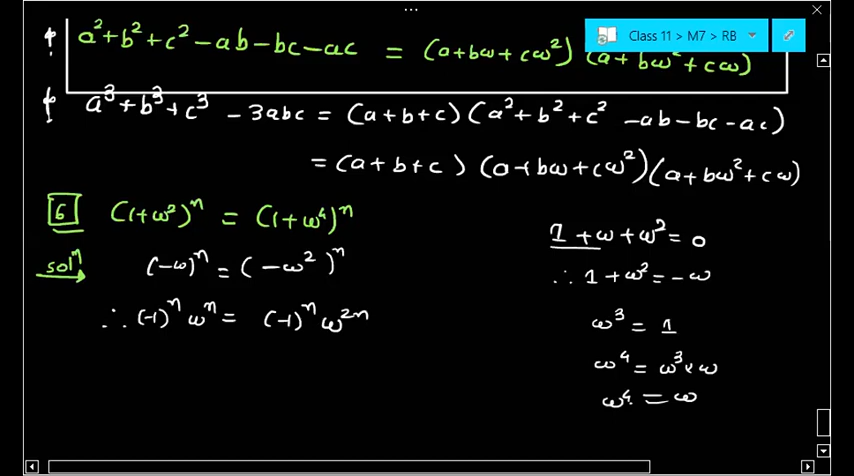 Class 11 > M7 > RB
a² + b² + c² - ab - bc - ac = (a + bω + cω²) (a + bω² + cω)
a³ + b³ + c³ - 3abc = (a + b + c) (a² + b² + c² - ab - bc - ac)
= (a + b + c) (a + bω + cω²) (a + bω² + cω)
6 (1+ω²)ⁿ = (1+ω⁴)ⁿ
solⁿ (-ω)ⁿ = (-ω²)ⁿ
∴ (-1)ⁿ ωⁿ = (-1)ⁿ ω²ⁿ
1 + ω + ω² = 0
∴ 1 + ω² = -ω
ω³ = 1
ω⁴ = ω³ × ω
ω⁴ = ω